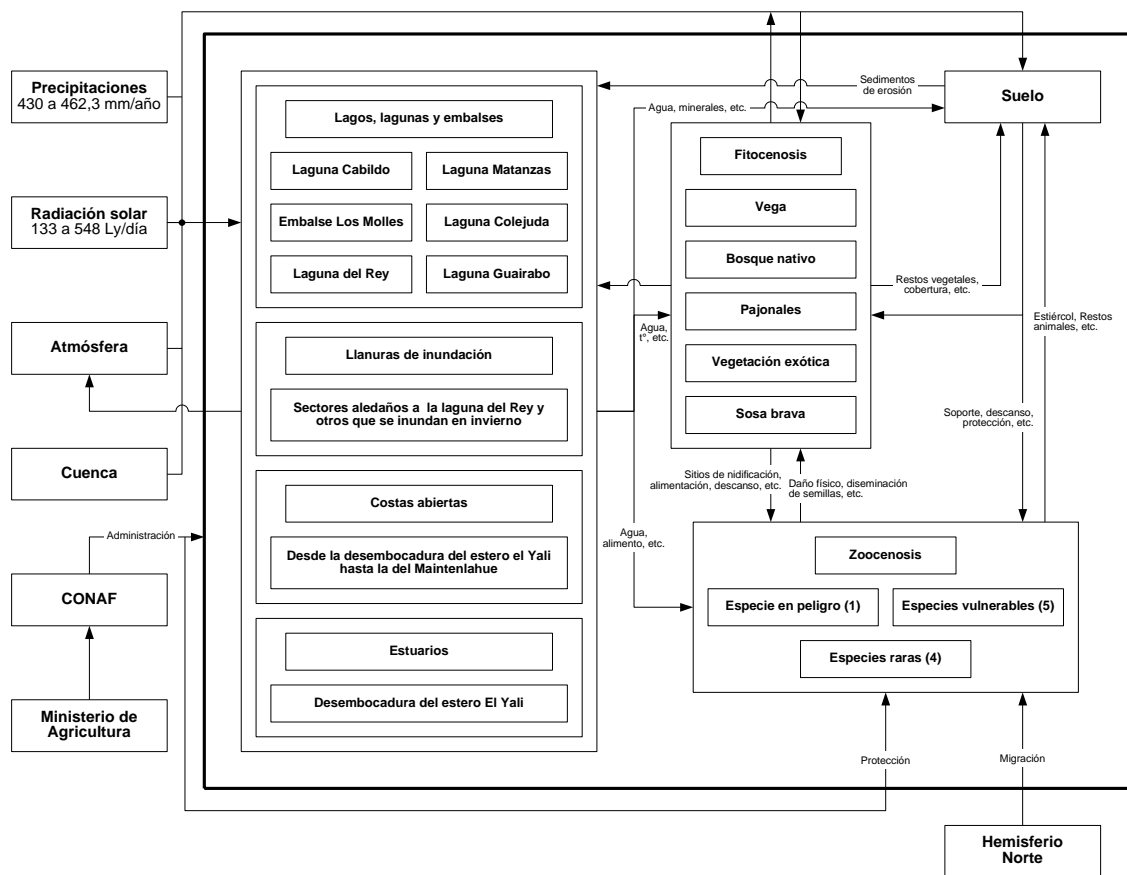 Precipitaciones
430 a 462,3 mm/año
Radiación solar
133 a 548 Ly/día
Atmósfera
Cuenca
Administración
CONAF
Ministerio de
Agricultura
Lagos, lagunas y embalses
Laguna Cabildo
Laguna Matanzas
Embalse Los Molles
Laguna Colejuda
Laguna del Rey
Laguna Guairabo
Llanuras de inundación
Sectores aledaños a la laguna del Rey y
otros que se inundan en invierno
Costas abiertas
Desde la desembocadura del estero el Yali
hasta la del Maintenlahue
Estuarios
Desembocadura del estero El Yali
Sedimentos
de erosión
Agua, minerales, etc.
Suelo
Fitocenosis
Vega
Bosque nativo
Pajonales
Vegetación exótica
Sosa brava
Agua,
t°, etc.
Restos vegetales,
cobertura, etc.
Estiércol, Restos
animales, etc.
Soporte, descanso,
protección, etc.
Sitios de nidificación,
alimentación, descanso, etc.
Daño físico, diseminación
de semillas, etc.
Agua,
alimento, etc.
Zoocenosis
Especie en peligro (1)
Especies vulnerables (5)
Especies raras (4)
Protección
Migración
Hemisferio
Norte